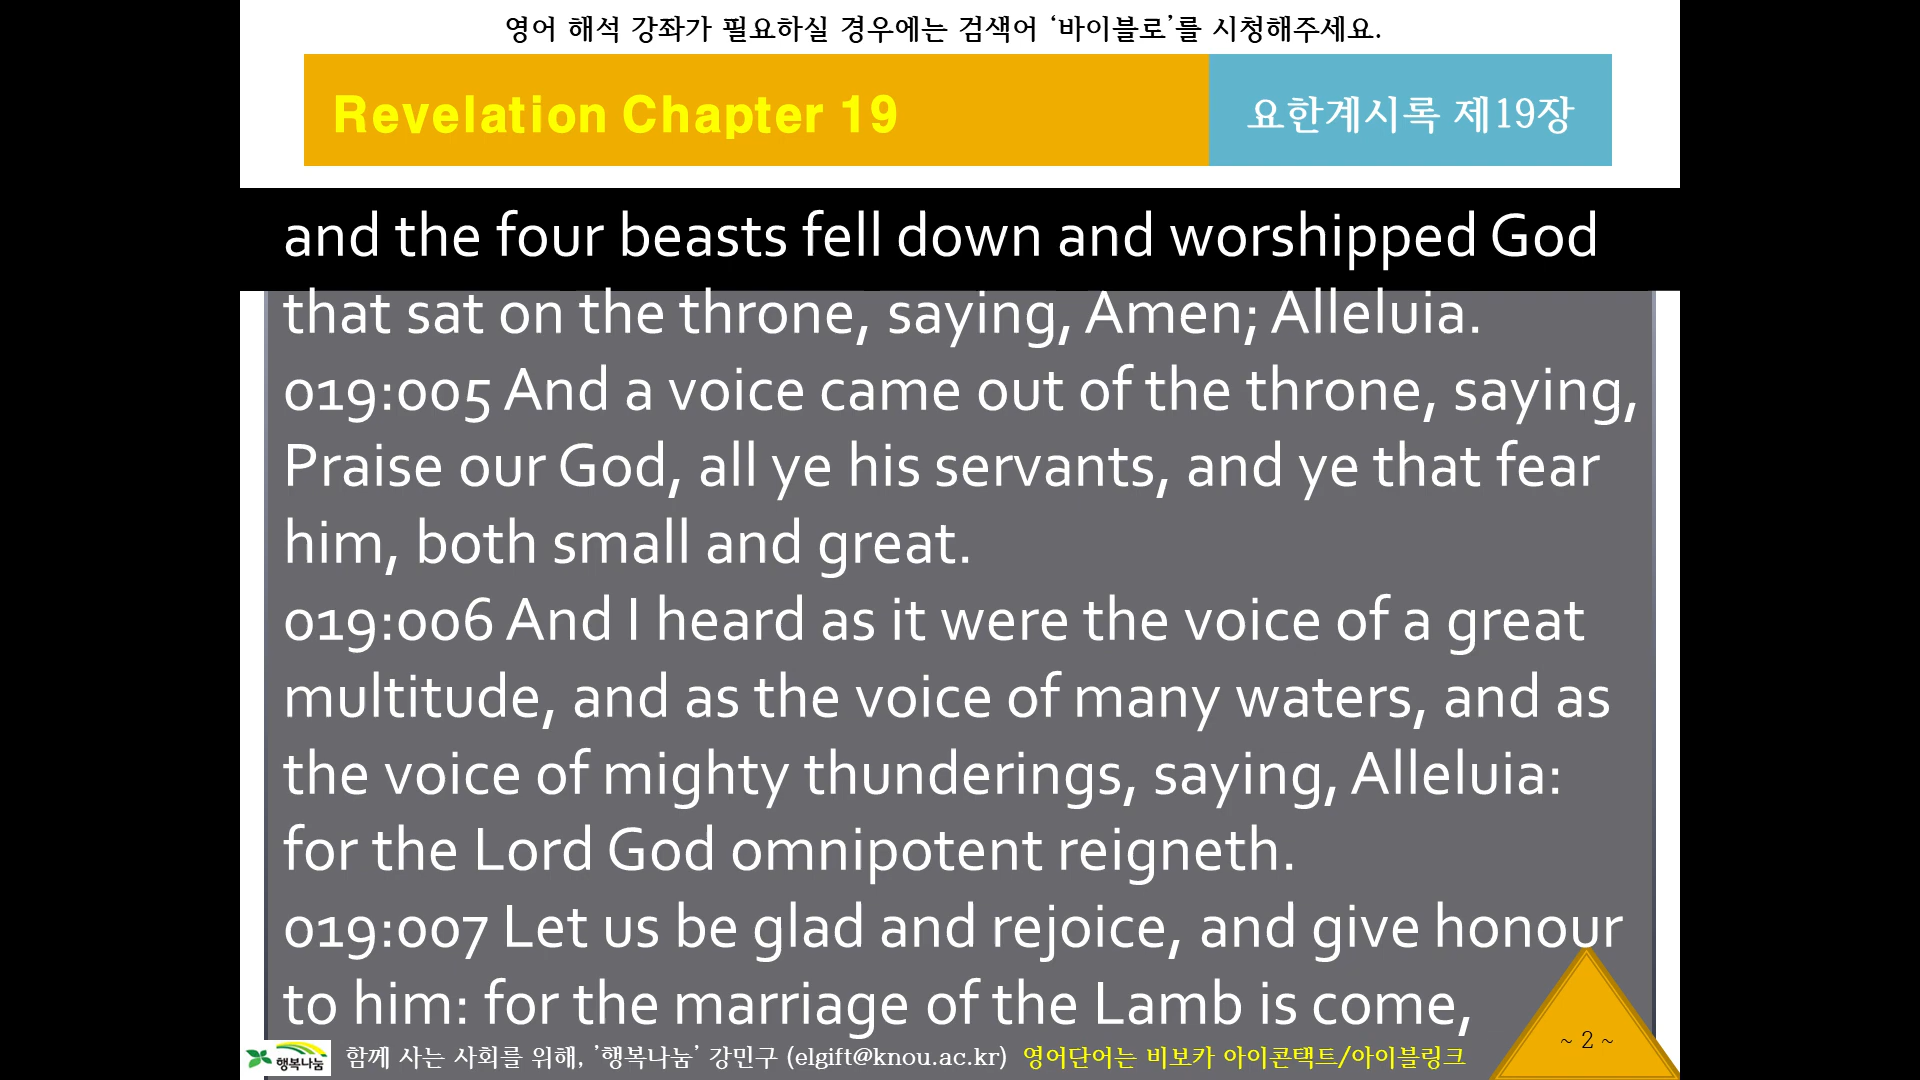 영어 해석 강좌가 필요하실 경우에는 검색어 ‘바이블로’를 시청해주세요.
Revelation Chapter 19
요한계시록 제19장
and the four beasts fell down and worshipped God
that sat on the throne, saying, Amen; Alleluia.
019:005 And a voice came out of the throne, saying,
Praise our God, all ye his servants, and ye that fear
him, both small and great.
019:006 And I heard as it were the voice of a great
multitude, and as the voice of many waters, and as
the voice of mighty thunderings, saying, Alleluia:
for the Lord God omnipotent reigneth.
019:007 Let us be glad and rejoice, and give honour
to him: for the marriage of the Lamb is come,
~ 2 ~
행복나눔 함께 사는 사회를 위해, ’행복나눔’ 강민구 (elgift@knou.ac.kr) 영어단어는 비보카 아이콘택트/아이블링크